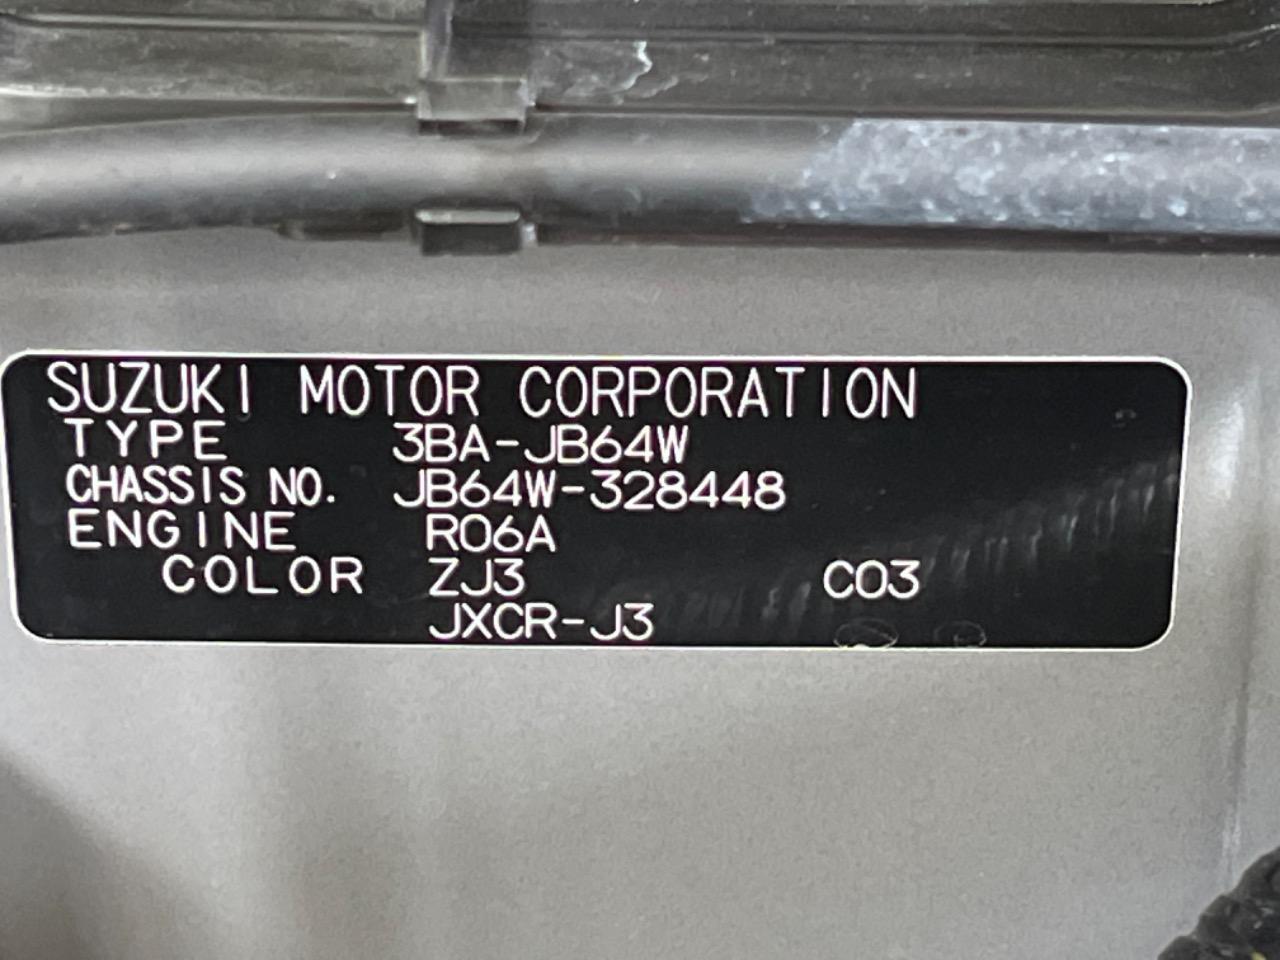 SUZUKI MOTOR CORPORATION
TYPE 3BA-JB64W
CHASSIS NO. JB64W-328448
ENGINE R06A
COLOR ZJ3 C03
JXCR-J3